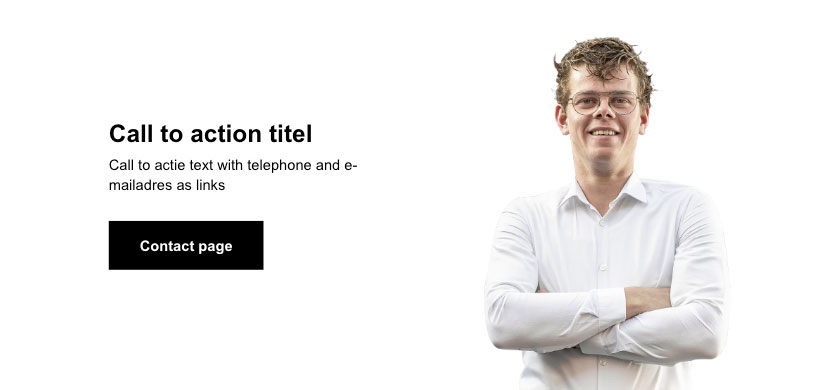 Call to action titel
Call to actie text with telephone and e-
mailadres as links
Contact page